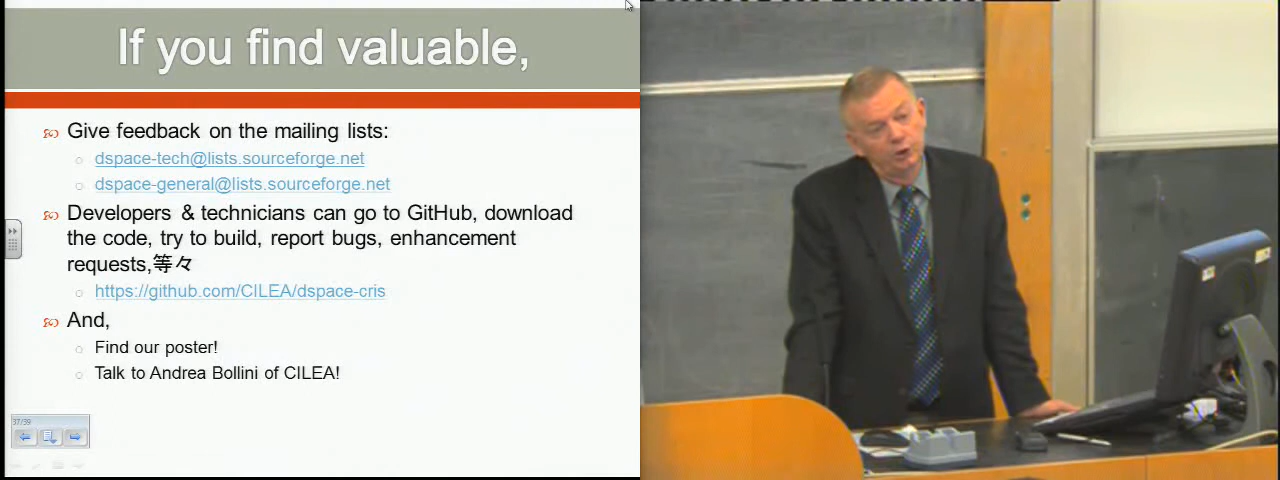 If you find valuable,
Give feedback on the mailing lists:
dspace-tech@lists.sourceforge.net
dspace-general@lists.sourceforge.net
Developers & technicians can go to GitHub, download
the code, try to build, report bugs, enhancement
requests,等々
https://github.com/CILEA/dspace-cris
And,
Find our poster!
Talk to Andrea Bollini of CILEA!
37/39